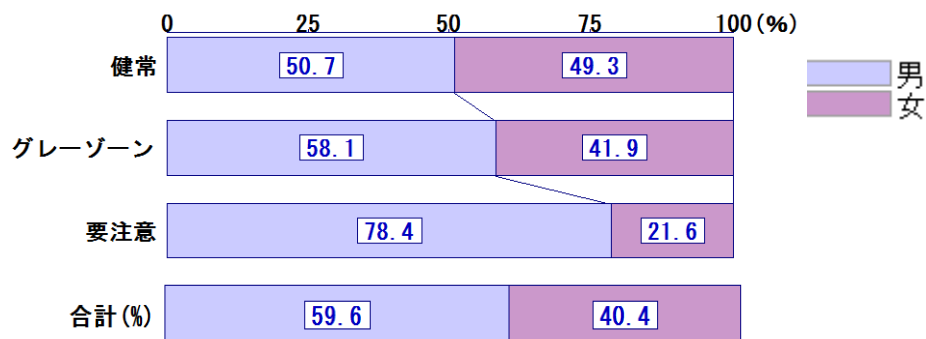 0 25 50 75 100(%)
健常 50.7 49.3
男
女
グレーゾーン 58.1 41.9
要注意 78.4 21.6
合計(%) 59.6 40.4